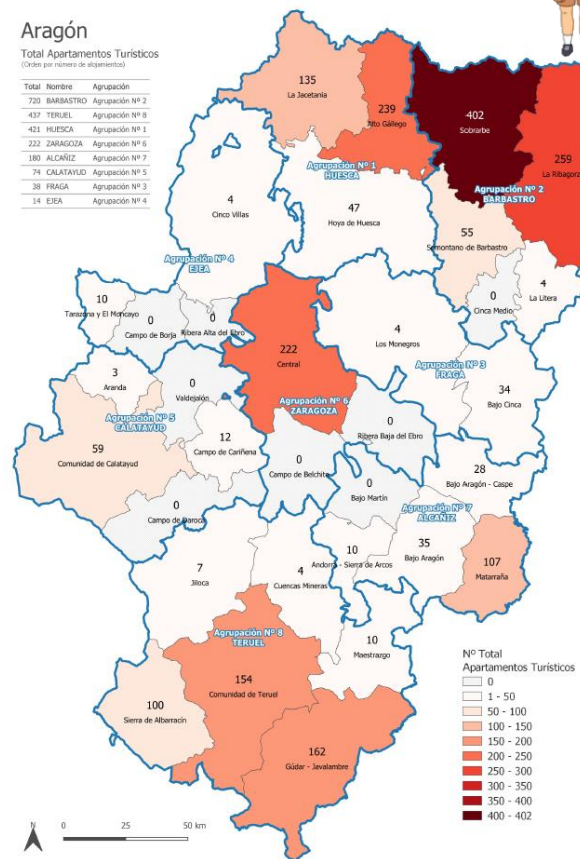 Aragón
Total Apartamentos Turísticos
(Orden por número de alojamientos)
Total Nombre Agrupación
720 BARBASTRO Agrupación Nº 2
437 TERUEL Agrupación Nº 8
421 HUESCA Agrupación Nº 1
222 ZARAGOZA Agrupación Nº 6
180 ALCAÑIZ Agrupación Nº 7
74 CALATAYUD Agrupación Nº 5
38 FRAGA Agrupación Nº 3
14 EJEA Agrupación Nº 4
135
La Jacetania
239
Alto Gállego
402
Sobrarbe
259
La Ribagorz
Agrupación Nº 1
HUESCA
Agrupación Nº 2
BARBASTRO
4
Cinco Villas
47
Hoya de Huesca
55
Somontano de Barbastro
Agrupación Nº 4
EJEA
0
Cinca Medio
4
La Litera
10
Tarazona y El Moncayo
0
Campo de Borja
0
Ribera Alta del Ebro
222
Central
4
Los Monegros
Agrupación Nº 3
FRAGA
34
Bajo Cinca
3
Aranda
0
Valdejalón
Agrupación Nº 5
CALATAYUD
Agrupación Nº 6
ZARAGOZA
0
Ribera Baja del Ebro
59
Comunidad de Calatayud
12
Campo de Cariñena
0
Campo de Belchite
28
Bajo Aragón - Caspe
0
Campo de Daroca
0
Bajo Martín
Agrupación Nº 7
ALCAÑIZ
7
Jiloca
4
Cuencas Mineras
10
Andorra - Sierra de Arcos
35
Bajo Aragón
107
Matarraña
Agrupación Nº 8
TERUEL
10
Maestrazgo
154
Comunidad de Teruel
100
Sierra de Albarracín
162
Gúdar - Javalambre
Nº Total
Apartamentos Turísticos
0
1 - 50
50 - 100
100 - 150
150 - 200
200 - 250
250 - 300
300 - 350
350 - 400
400 - 402
N
0 25 50 km